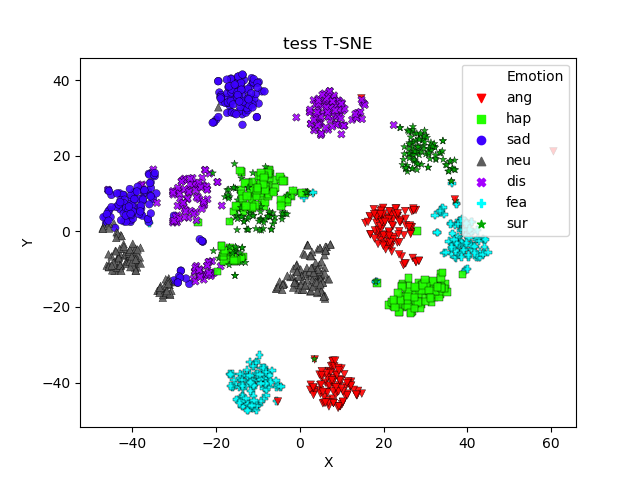 tess T-SNE
Emotion
ang
hap
sad
neu
dis
fea
sur
Y
40
20
0
−20
−40
−40
−20
0
20
40
60
X